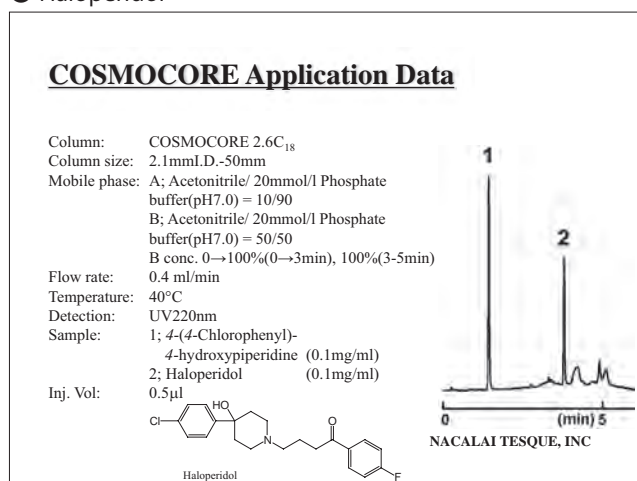 COSMOCORE Application Data
Column: COSMOCORE 2.6C₁₈
Column size: 2.1mmI.D.-50mm
Mobile phase: A; Acetonitrile/ 20mmol/l Phosphate
buffer(pH7.0) = 10/90
B; Acetonitrile/ 20mmol/l Phosphate
buffer(pH7.0) = 50/50
B conc. 0→100%(0→3min), 100%(3-5min)
Flow rate: 0.4 ml/min
Temperature: 40°C
Detection: UV220nm
Sample: 1; 4-(4-Chlorophenyl)-
4-hydroxypiperidine (0.1mg/ml)
2; Haloperidol (0.1mg/ml)
Inj. Vol: 0.5µl
HO
Cl
N
O
F
Haloperidol
1
2
0 (min) 5
NACALAI TESQUE, INC